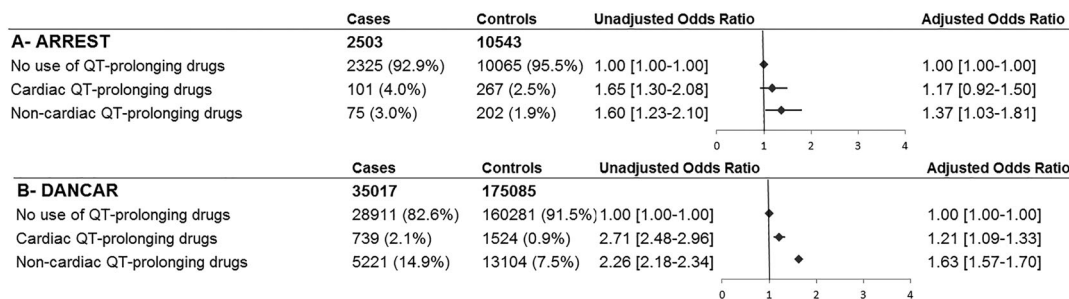 Cases Controls Unadjusted Odds Ratio Adjusted Odds Ratio
A- ARREST 2503 10543
No use of QT-prolonging drugs 2325 (92.9%) 10065 (95.5%) 1.00 [1.00-1.00] 1.00 [1.00-1.00]
Cardiac QT-prolonging drugs 101 (4.0%) 267 (2.5%) 1.65 [1.30-2.08] 1.17 [0.92-1.50]
Non-cardiac QT-prolonging drugs 75 (3.0%) 202 (1.9%) 1.60 [1.23-2.10] 1.37 [1.03-1.81]
0 1 2 3 4
Cases Controls Unadjusted Odds Ratio Adjusted Odds Ratio
B- DANCAR 35017 175085
No use of QT-prolonging drugs 28911 (82.6%) 160281 (91.5%) 1.00 [1.00-1.00] 1.00 [1.00-1.00]
Cardiac QT-prolonging drugs 739 (2.1%) 1524 (0.9%) 2.71 [2.48-2.96] 1.21 [1.09-1.33]
Non-cardiac QT-prolonging drugs 5221 (14.9%) 13104 (7.5%) 2.26 [2.18-2.34] 1.63 [1.57-1.70]
0 1 2 3 4